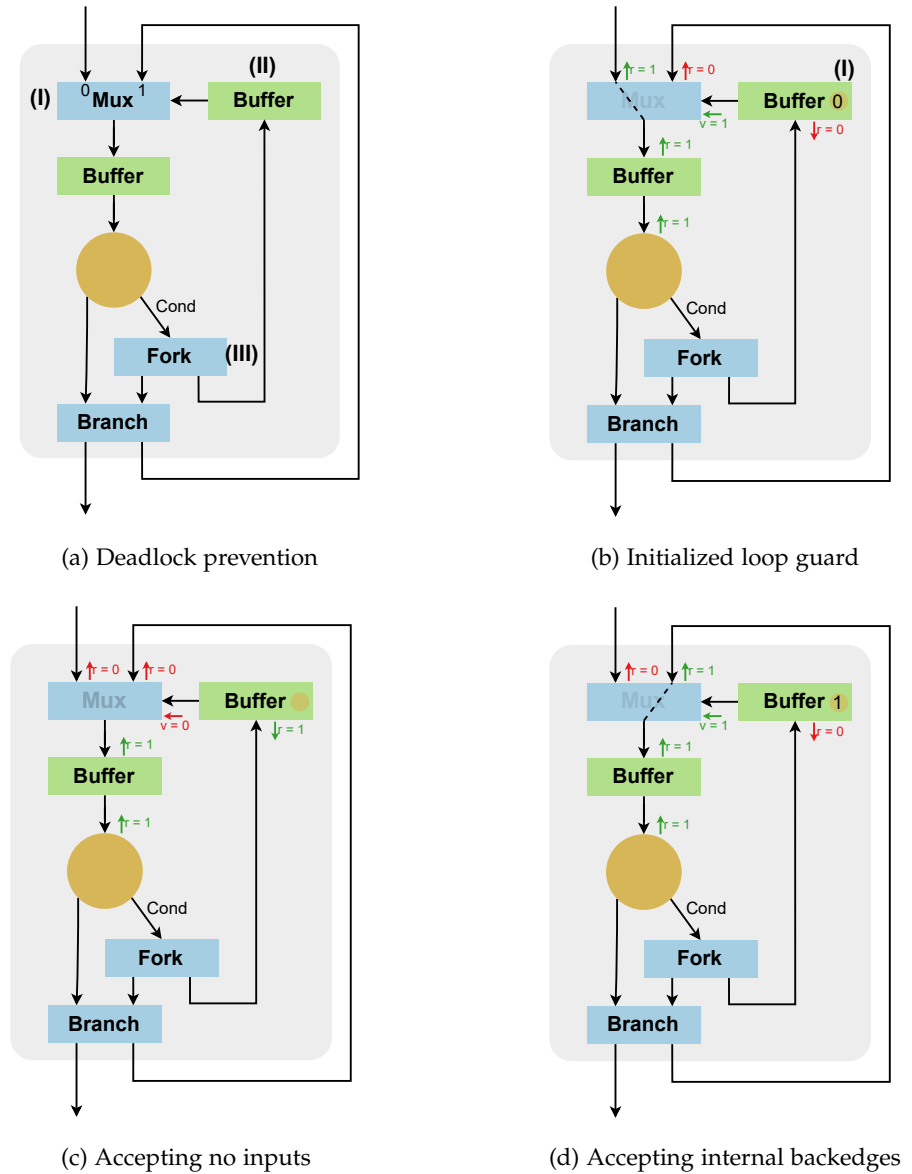 (II)
(I) 0 Mux 1 Buffer
Buffer
Cond
Fork (III)
Branch
(a) Deadlock prevention
r = 1 r = 0 (I)
Mux Buffer 0
v = 1 r = 0
r = 1
Buffer
r = 1
Cond
Fork
Branch
(b) Initialized loop guard
r = 0 r = 0
Mux Buffer
v = 0 r = 1
r = 1
Buffer
r = 1
Cond
Fork
Branch
(c) Accepting no inputs
r = 0 r = 1
Mux Buffer 1
v = 1 r = 0
r = 1
Buffer
r = 1
Cond
Fork
Branch
(d) Accepting internal backedges